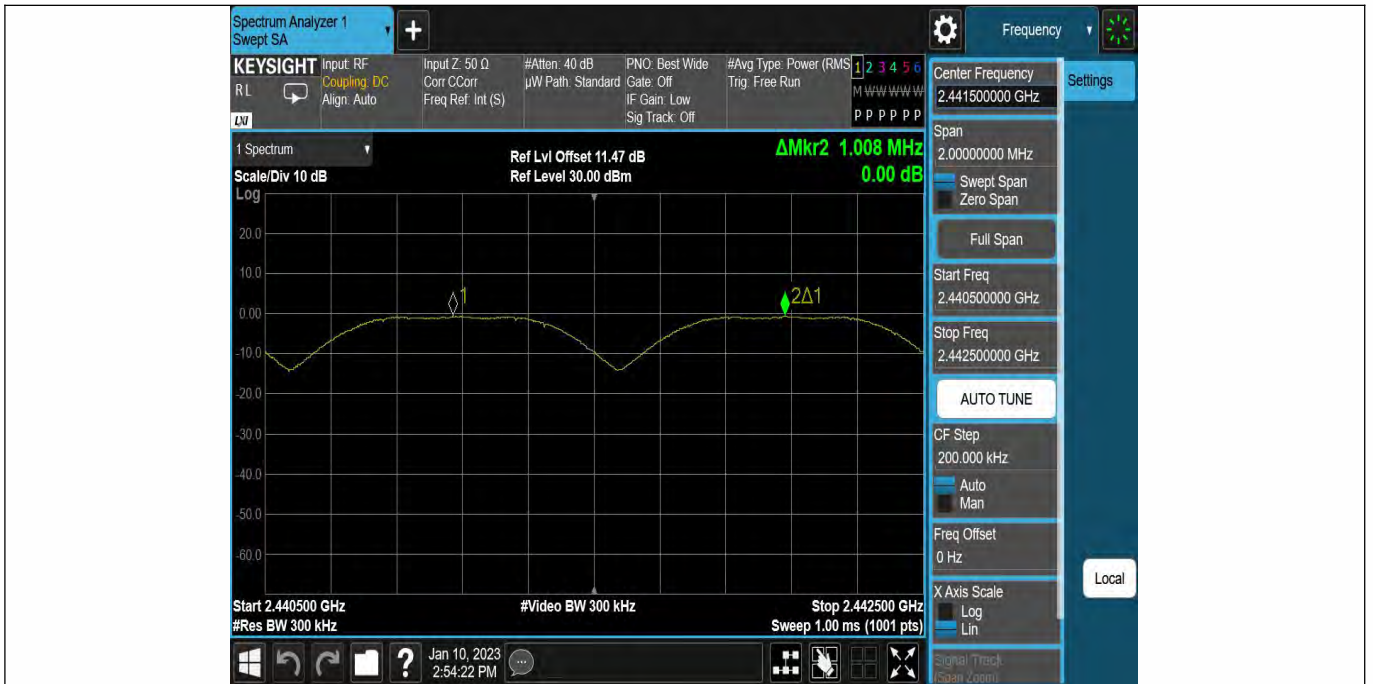 Spectrum Analyzer 1
Swept SA
+
Frequency
KEYSIGHT
RL
LXI
Input: RF
Coupling: DC
Align: Auto
Input Z: 50 Ω
Corr CCorr
Freq Ref: Int (S)
#Atten: 40 dB
µW Path: Standard
PNO: Best Wide
Gate: Off
IF Gain: Low
Sig Track: Off
#Avg Type: Power (RMS
Trig: Free Run
1 2 3 4 5 6
M W W W W W
P P P P P P
1 Spectrum
Scale/Div 10 dB
Ref Lvl Offset 11.47 dB
Ref Level 30.00 dBm
ΔMkr2 1.008 MHz
0.00 dB
Log
20.0
10.0
0.00
-10.0
-20.0
-30.0
-40.0
-50.0
-60.0
1
2Δ1
Start 2.440500 GHz
#Res BW 300 kHz
#Video BW 300 kHz
Stop 2.442500 GHz
Sweep 1.00 ms (1001 pts)
Center Frequency
2.441500000 GHz
Settings
Span
2.00000000 MHz
Swept Span
Zero Span
Full Span
Start Freq
2.440500000 GHz
Stop Freq
2.442500000 GHz
AUTO TUNE
CF Step
200.000 kHz
Auto
Man
Freq Offset
0 Hz
X Axis Scale
Log
Lin
Signal Track
(Span Zoom)
Local
?
Jan 10, 2023
2:54:22 PM